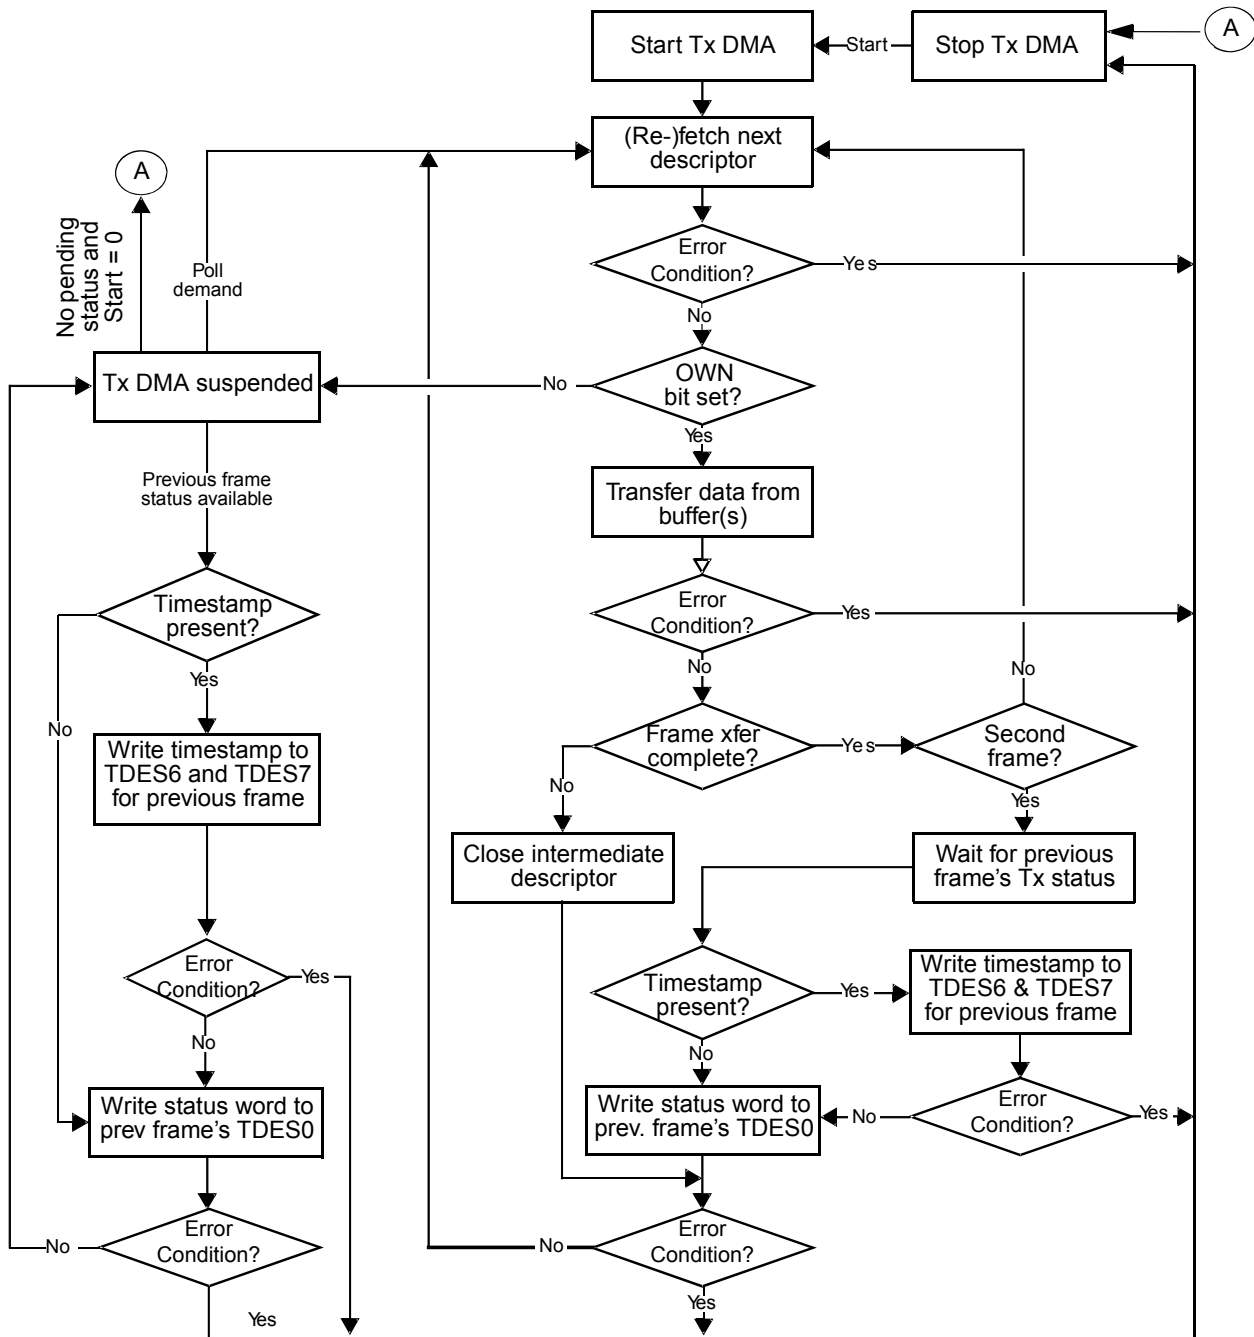 Start Tx DMA
Start
Stop Tx DMA
A
(Re-)fetch next
descriptor
A
No pending
status and
Start = 0
Poll
demand
Error
Condition?
Yes
No
Tx DMA suspended
No
OWN
bit set?
Yes
Previous frame
status available
Transfer data from
buffer(s)
Timestamp
present?
Error
Condition?
Yes
No
Yes
No
No
Write timestamp to
TDES6 and TDES7
for previous frame
Frame xfer
complete?
Yes
Second
frame?
No
Yes
Close intermediate
descriptor
Wait for previous
frame's Tx status
Error
Condition?
Yes
No
Timestamp
present?
Yes
Write timestamp to
TDES6 & TDES7
for previous frame
No
Write status word to
prev frame's TDES0
Write status word to
prev. frame's TDES0
No
Error
Condition?
Yes
No
Error
Condition?
Yes
No
Error
Condition?
Yes